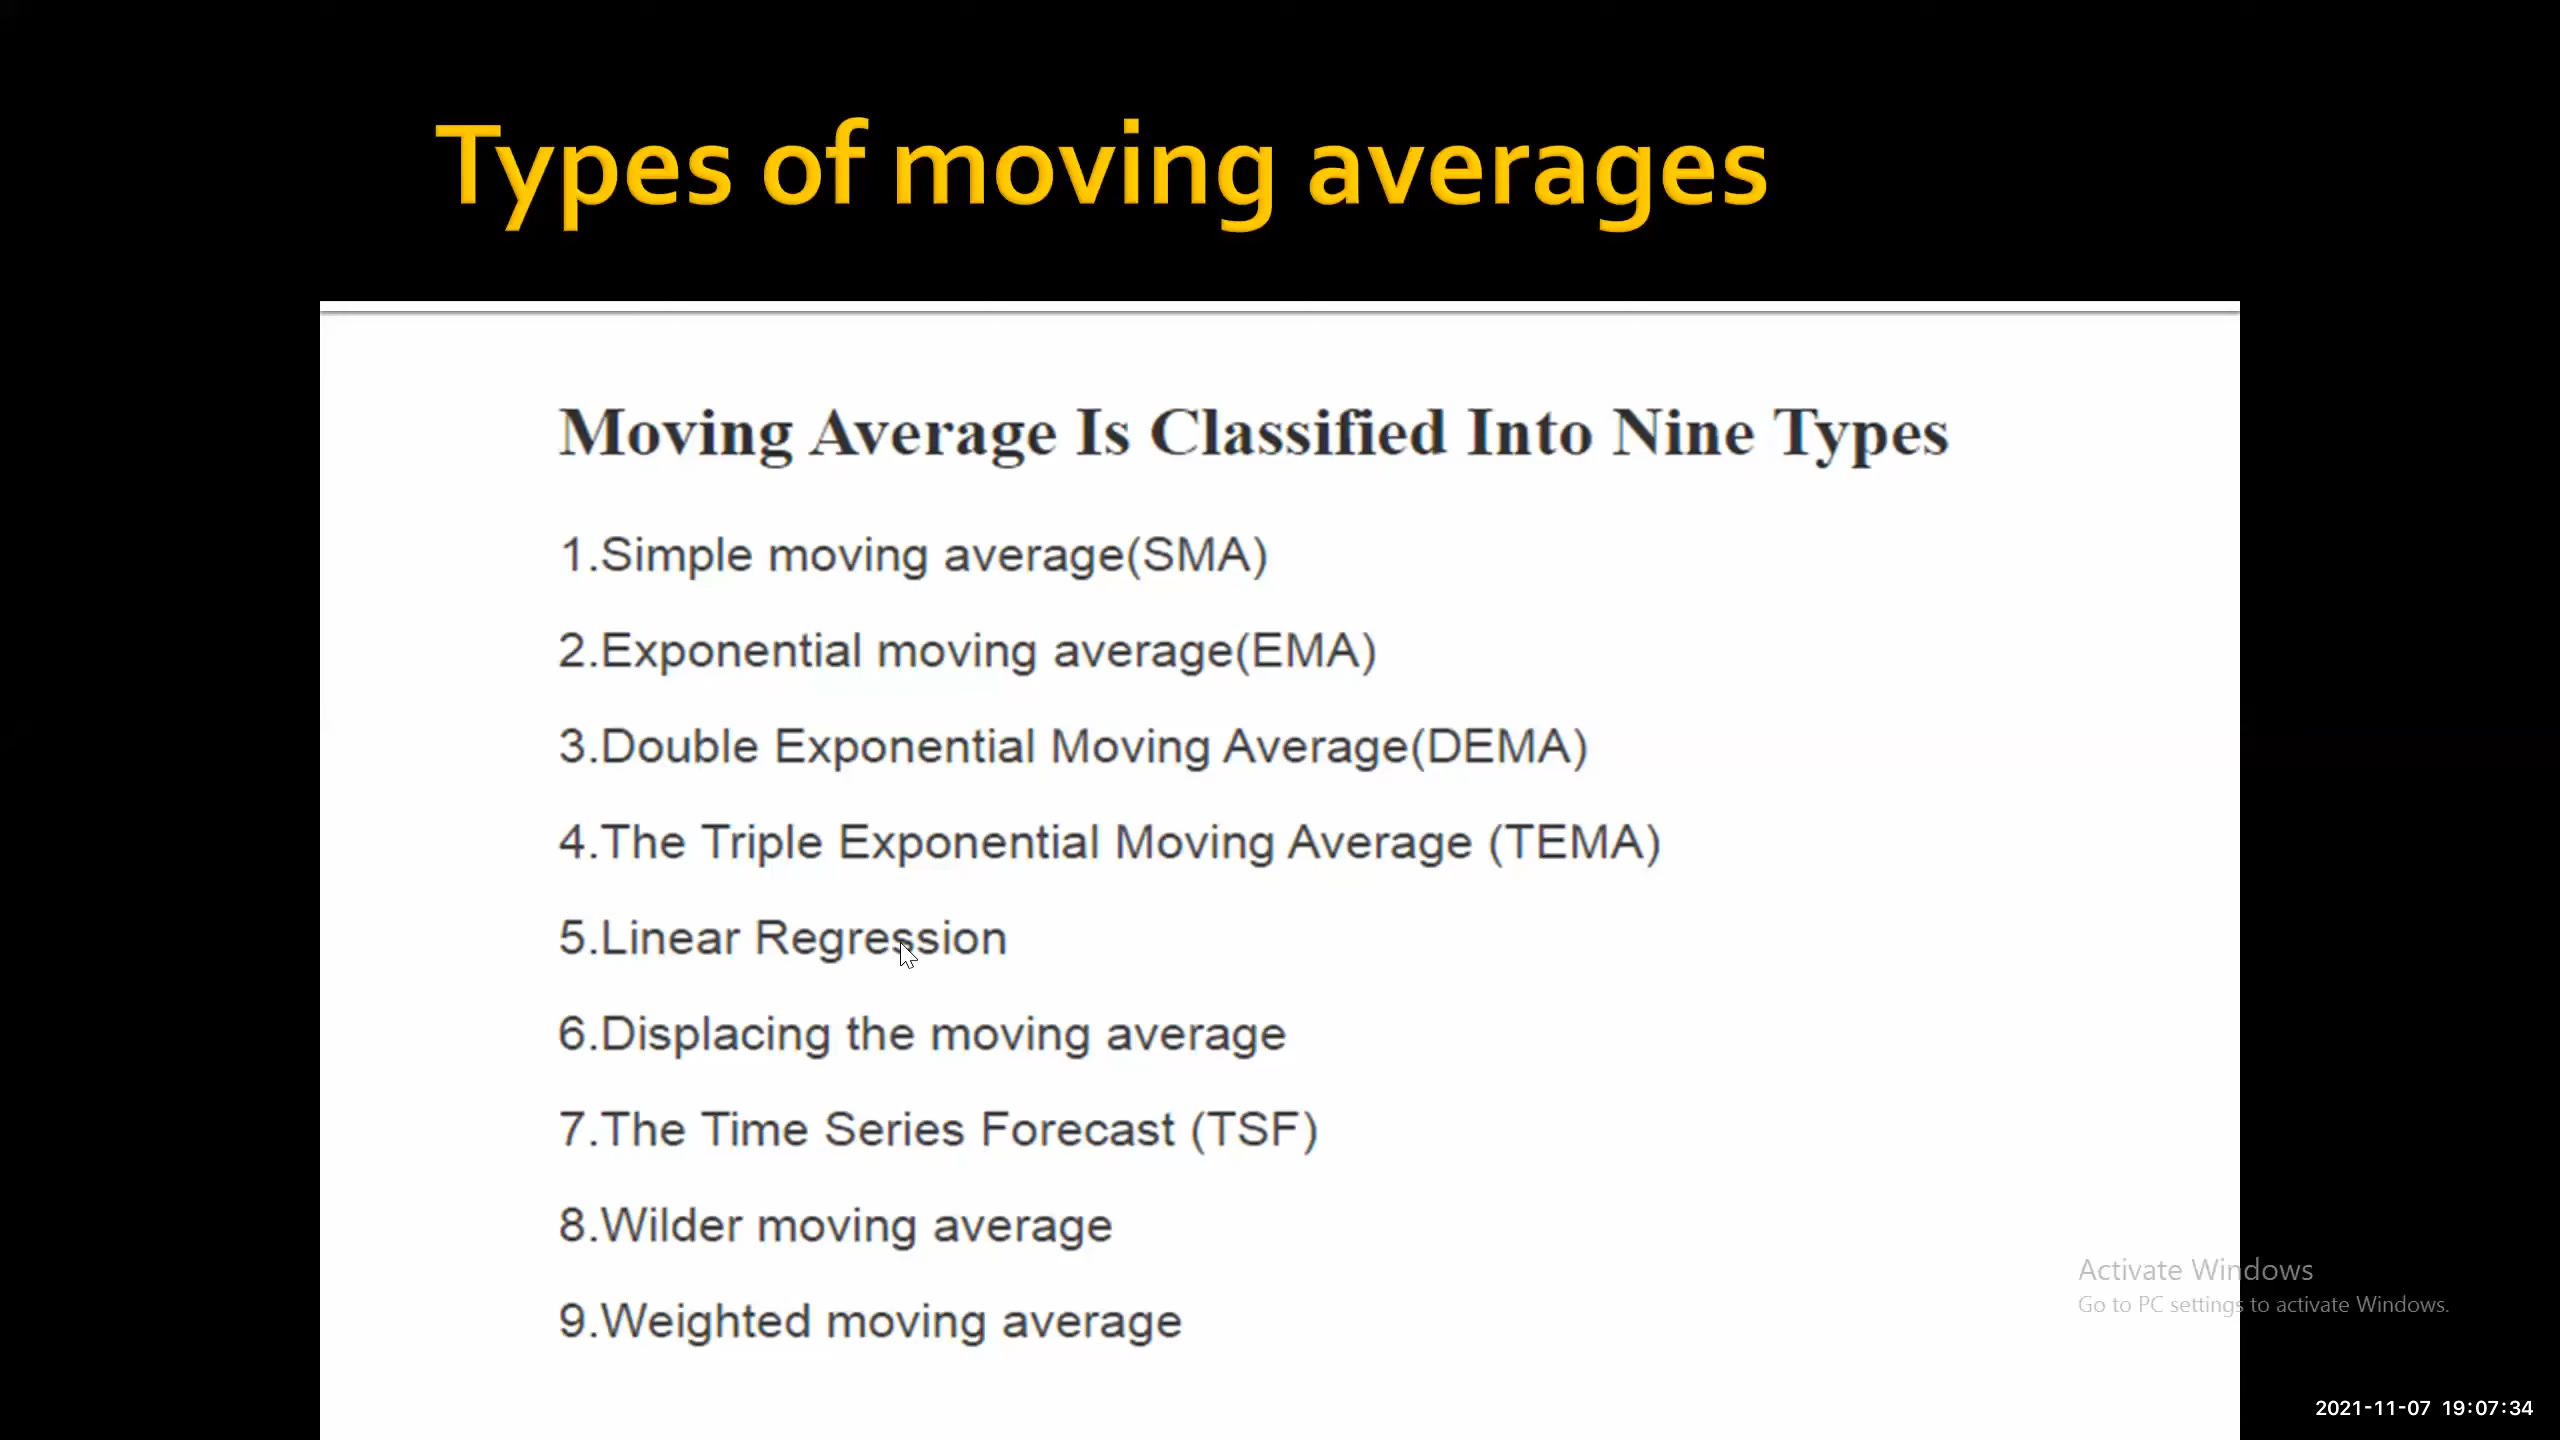 Types of moving averages
Moving Average Is Classified Into Nine Types
1.Simple moving average(SMA)
2.Exponential moving average(EMA)
3.Double Exponential Moving Average(DEMA)
4.The Triple Exponential Moving Average (TEMA)
5.Linear Regression
6.Displacing the moving average
7.The Time Series Forecast (TSF)
8.Wilder moving average
9.Weighted moving average
Activate Windows
Go to PC settings to activate Windows.
2021-11-07 19:07:34